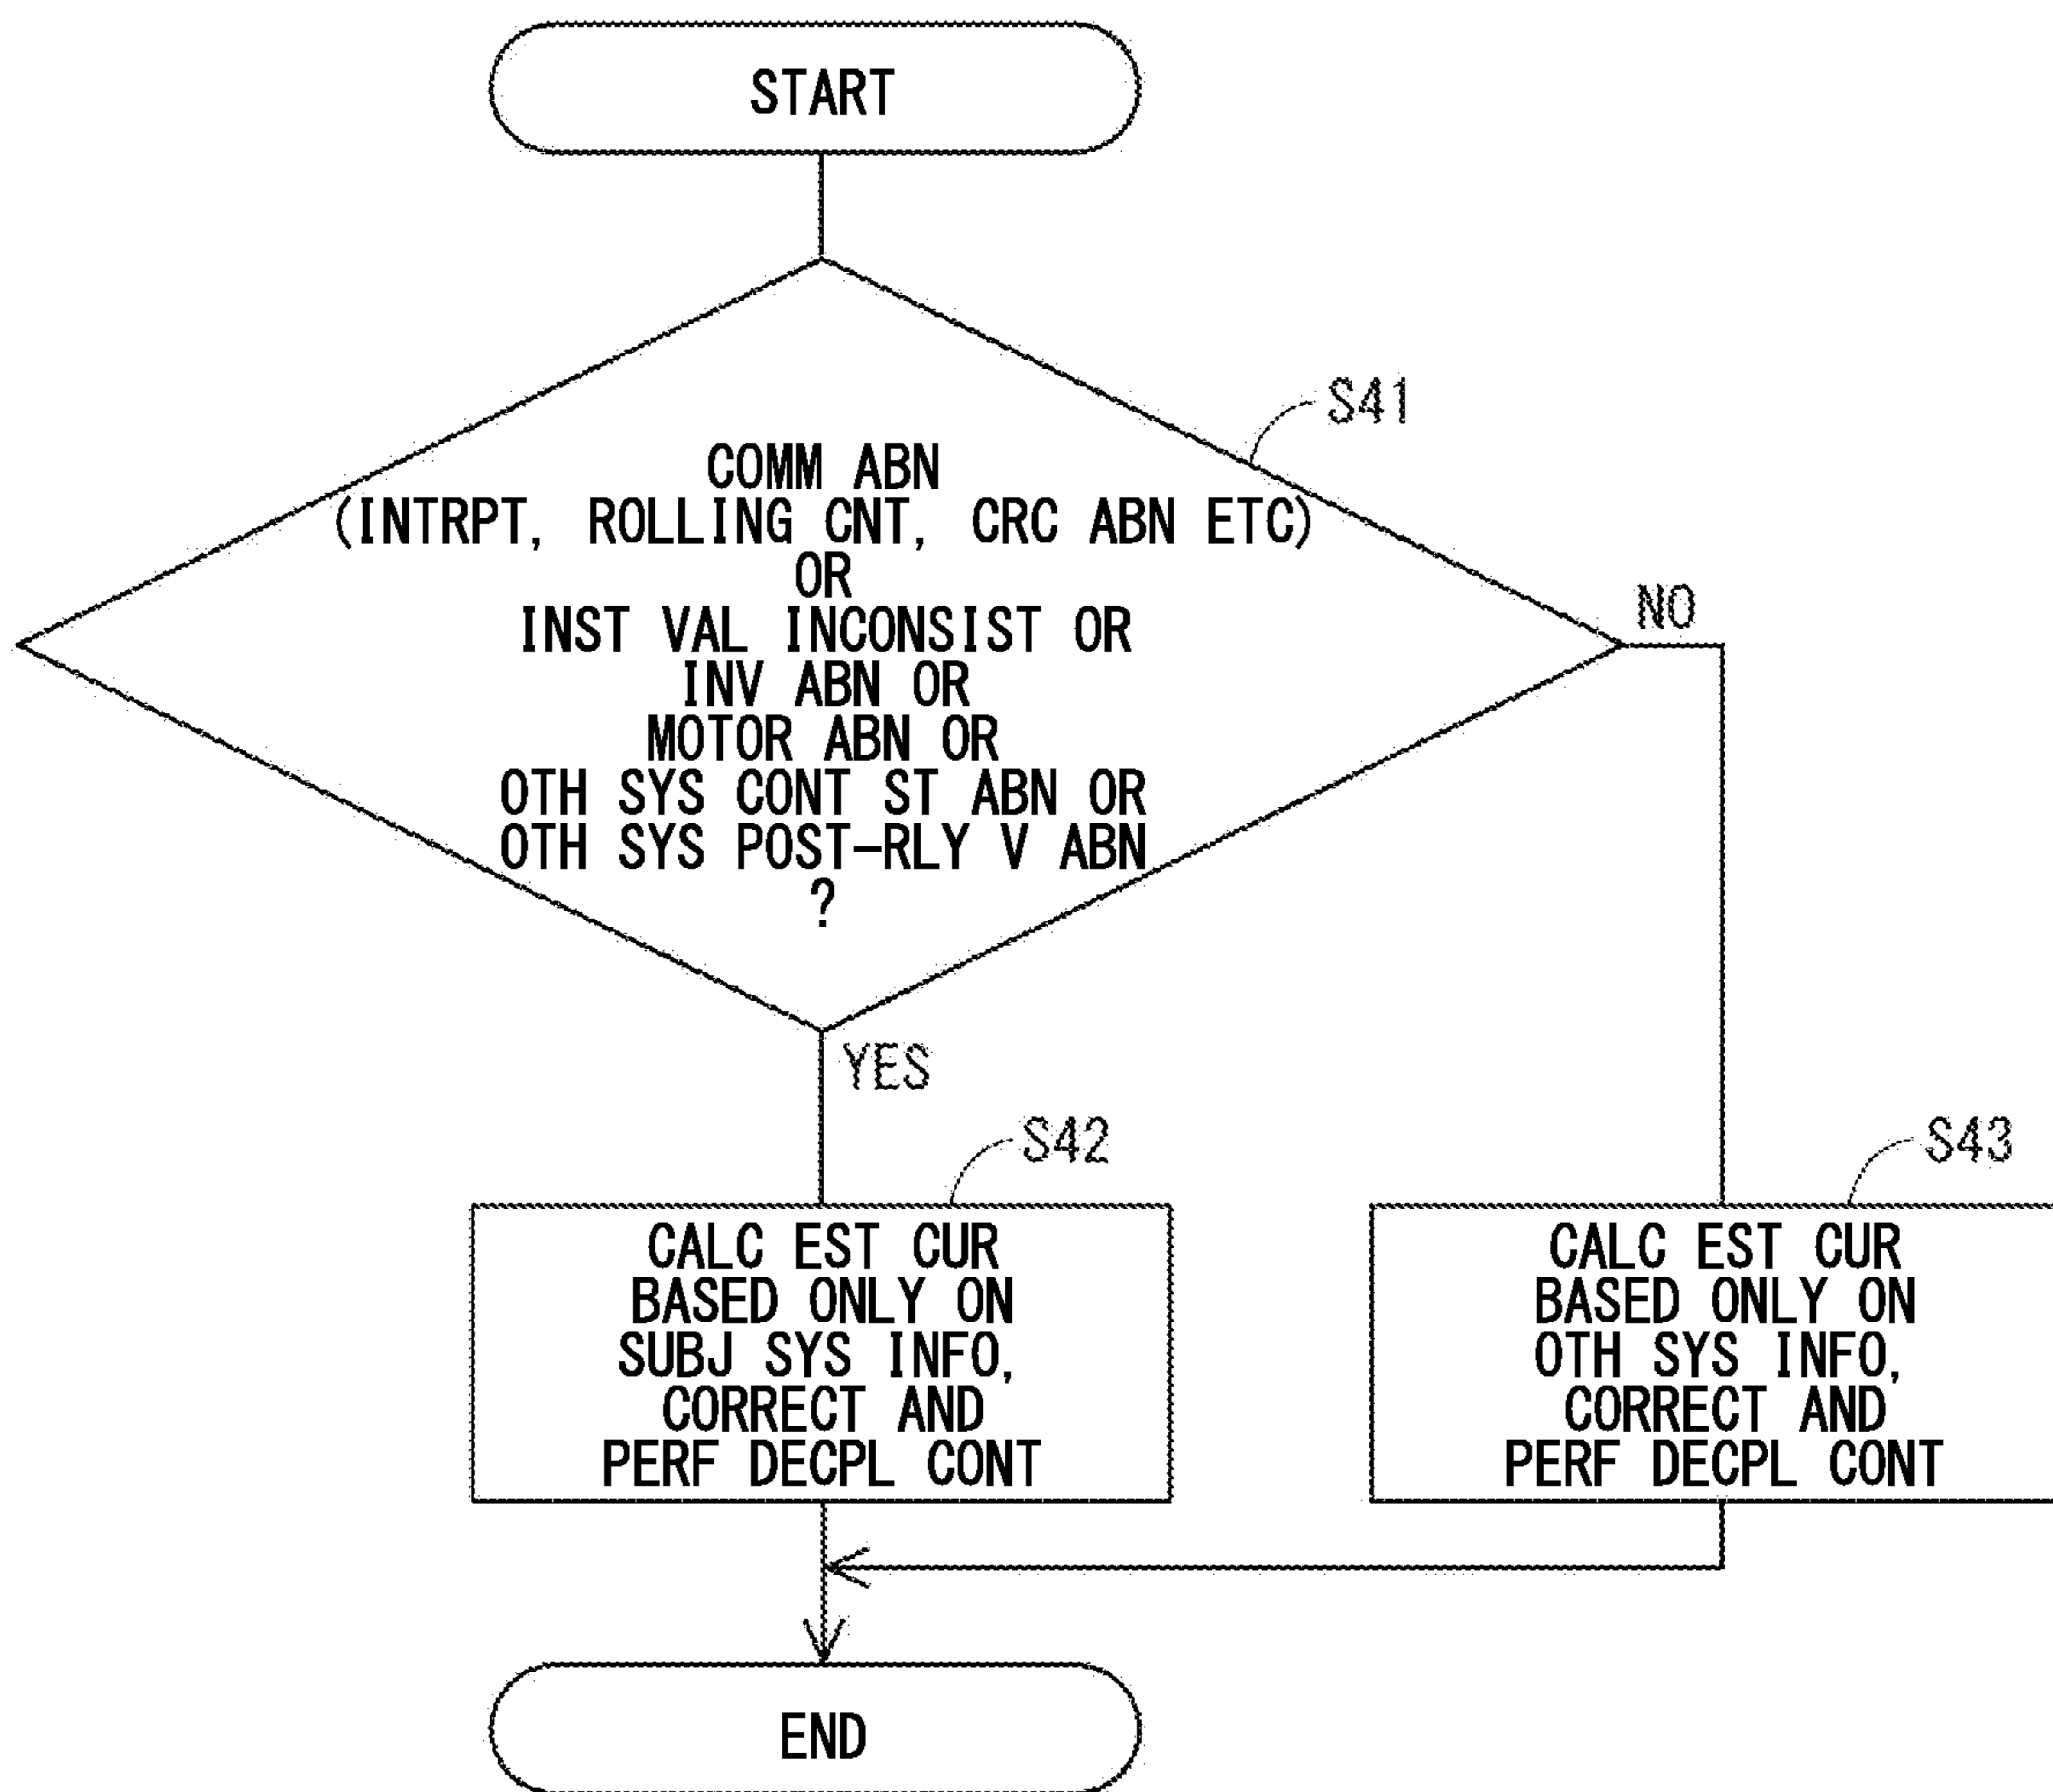 START
S41
COMM ABN
(INTRPT, ROLLING CNT, CRC ABN ETC)
OR
INST VAL INCONSIST OR
INV ABN OR
MOTOR ABN OR
OTH SYS CONT ST ABN OR
OTH SYS POST-RLY V ABN
?
NO
YES
S42
CALC EST CUR
BASED ONLY ON
SUBJ SYS INFO,
CORRECT AND
PERF DECPL CONT
S43
CALC EST CUR
BASED ONLY ON
OTH SYS INFO,
CORRECT AND
PERF DECPL CONT
END